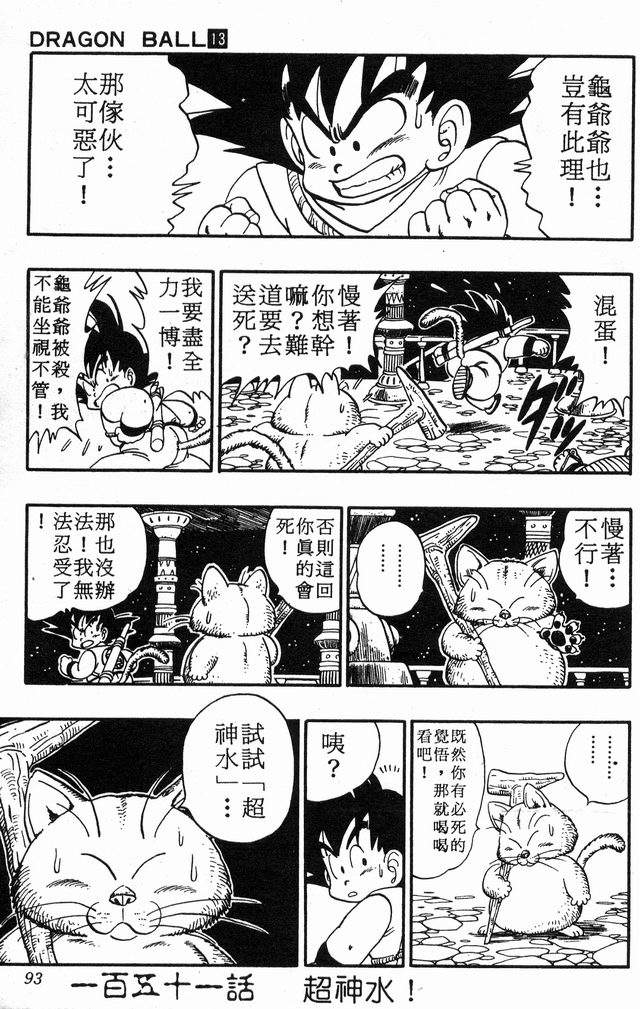 DRAGON BALL 13
龜爺爺也…
豈有此理！
那傢伙…
太可惡了！
混蛋！
慢著！
你想幹
嘛？難
道要去
送死？
ダッ
我要盡全
力一博！
龜爺爺被殺，我
不能坐視不管！
慢著…
不行！
……
……
否則這回
你真的會
死！
那也沒辦
法！我無
法忍受了
！
……
……
既然你有必死的
覺悟，那就喝喝
看吧！
咦？
試試「超
神水」…
93
一百五十一話 超神水！